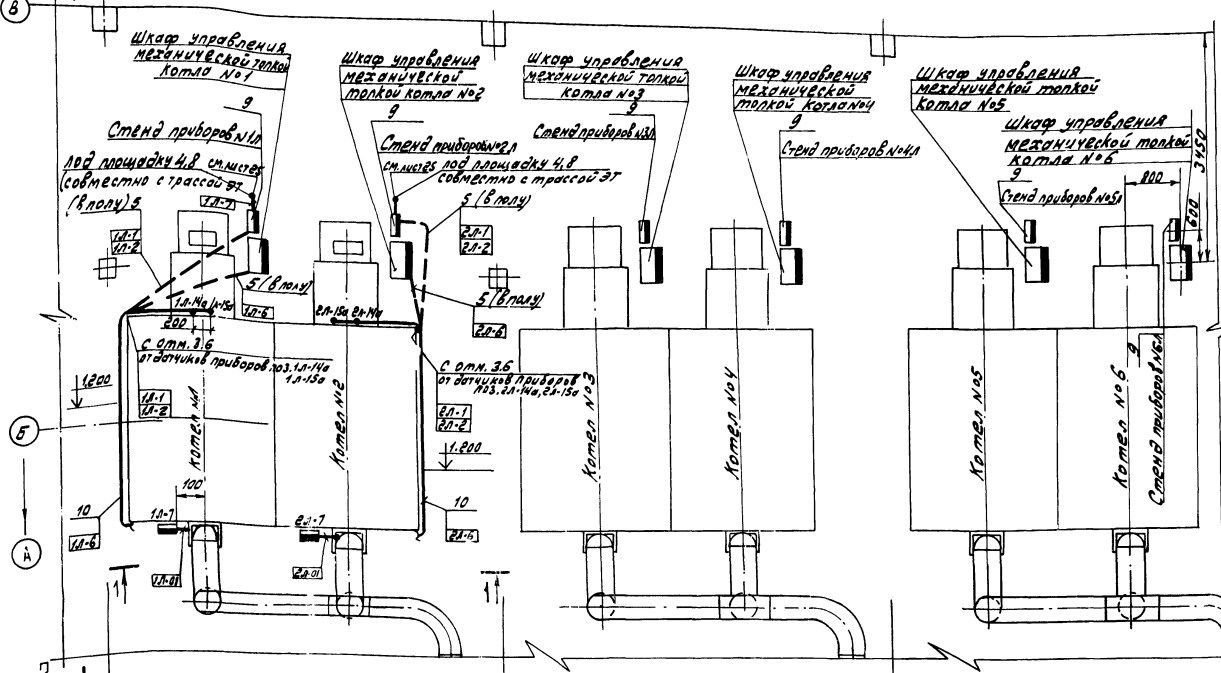 В
Шкаф управления
механической топкой
котла №1
9
Стенд приборов №1л
под площадку 4,8 см. лист 25
(совместно с трассой ЭТ
1Л-7
(в полу) 5
1Л-1
1Л-2
5 (в полу)
1Л-6
1Л-14а
1Л-15а
200
с отм. 3.6
от датчиков приборов поз. 1Л-14а
1Л-15а
1Л-1
1Л-2
1.200
Котел №1
100
10
1Л-6
1Л-7
1Л-01
1
Шкаф управления
механической
топкой котла №2
9
Стенд приборов №2л
см. лист 25 под площадку 4,8
совместно с трассой ЭТ
5 (в полу)
2Л-1
2Л-2
5 (в полу)
2Л-6
2Л-15а 2Л-14а
с отм. 3.6
от датчиков приборов
поз. 2Л-14а, 2Л-15а
2Л-1
2Л-2
1.200
Котел №2
10
2Л-6
2Л-7
2Л-01
1
Шкаф управления
механической топкой
котла №3
9
Стенд приборов №3л
Котел №3
Шкаф управления
механической
топкой котла №4
9
Стенд приборов №4л
Котел №4
Шкаф управления
механической топкой
котла №5
9
Стенд приборов №5л
Котел №5
Шкаф управления
механической топкой
котла №6
800
600
3450
Котел №6
9
Стенд приборов №6л
Б
А